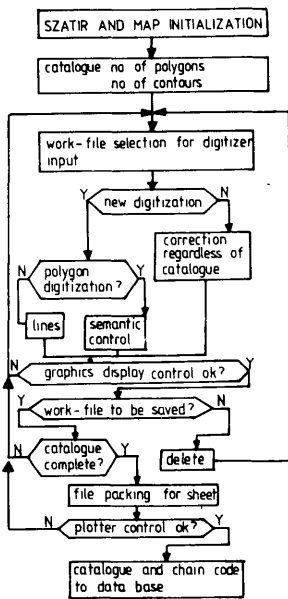 SZATIR AND MAP INITIALIZATION
catalogue no of polygons
no of contours
work-file selection for digitizer
input
Y new digitization N
correction
regardless of
catalogue
N polygon Y
digitization?
lines
semantic
control
N graphics display control ok? Y
Y work-file to be saved? N
N catalogue Y
complete?
delete
file packing for sheet
N plotter control ok? Y
catalogue and chain code
to data base